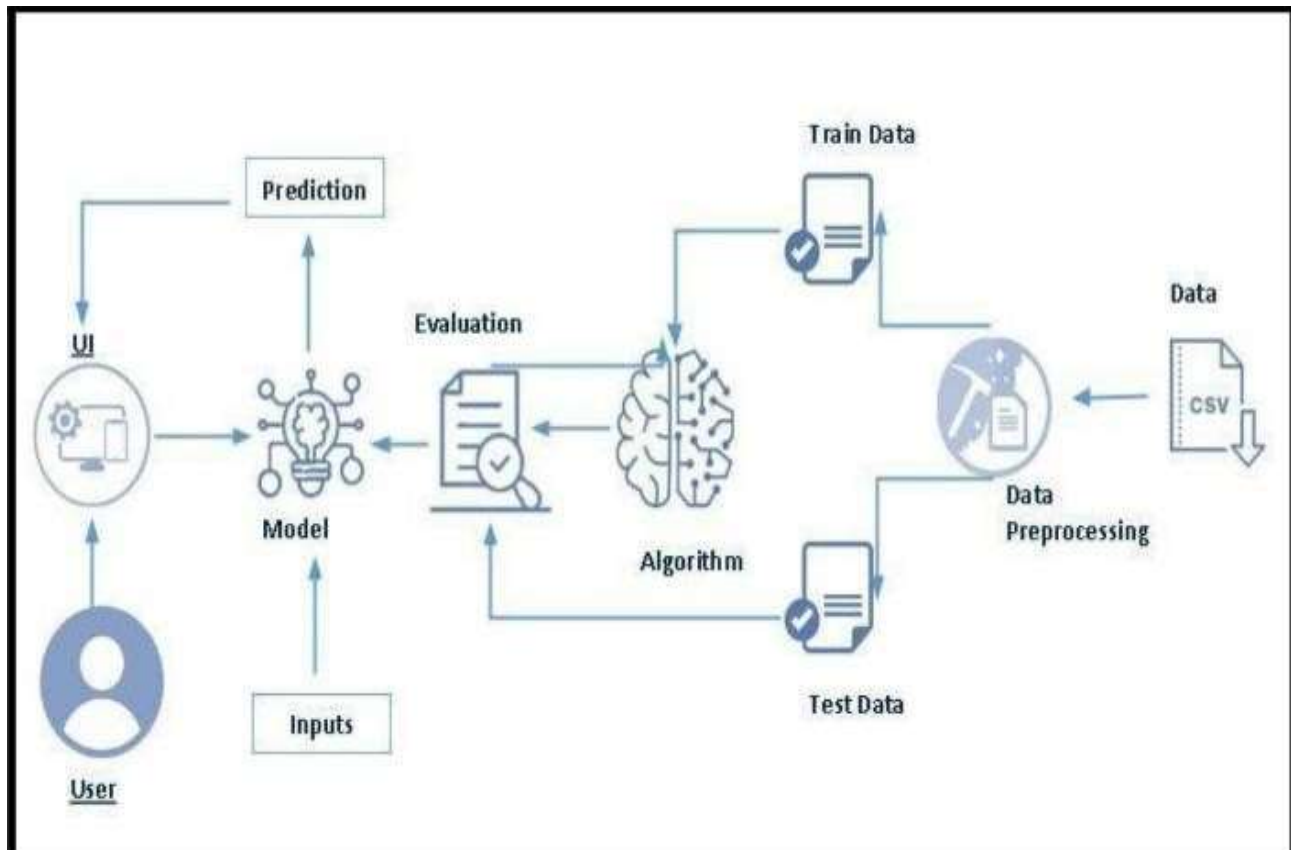 Train Data
Prediction
Data
Evaluation
UI
CSV
Data
Preprocessing
Model
Algorithm
Test Data
Inputs
User